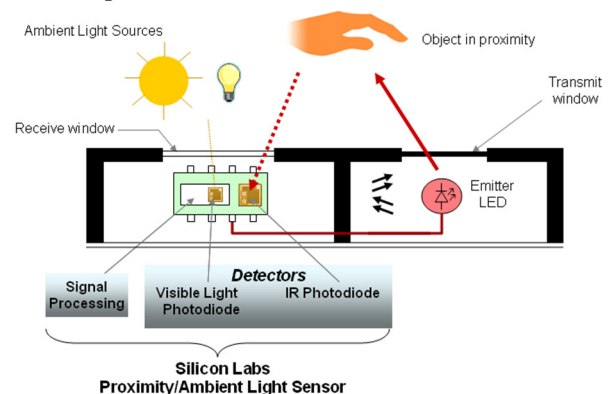 Ambient Light Sources
Object in proximity
Transmit
window
Receive window
Emitter
LED
Detectors
Signal
Processing
Visible Light
Photodiode
IR Photodiode
Silicon Labs
Proximity/Ambient Light Sensor